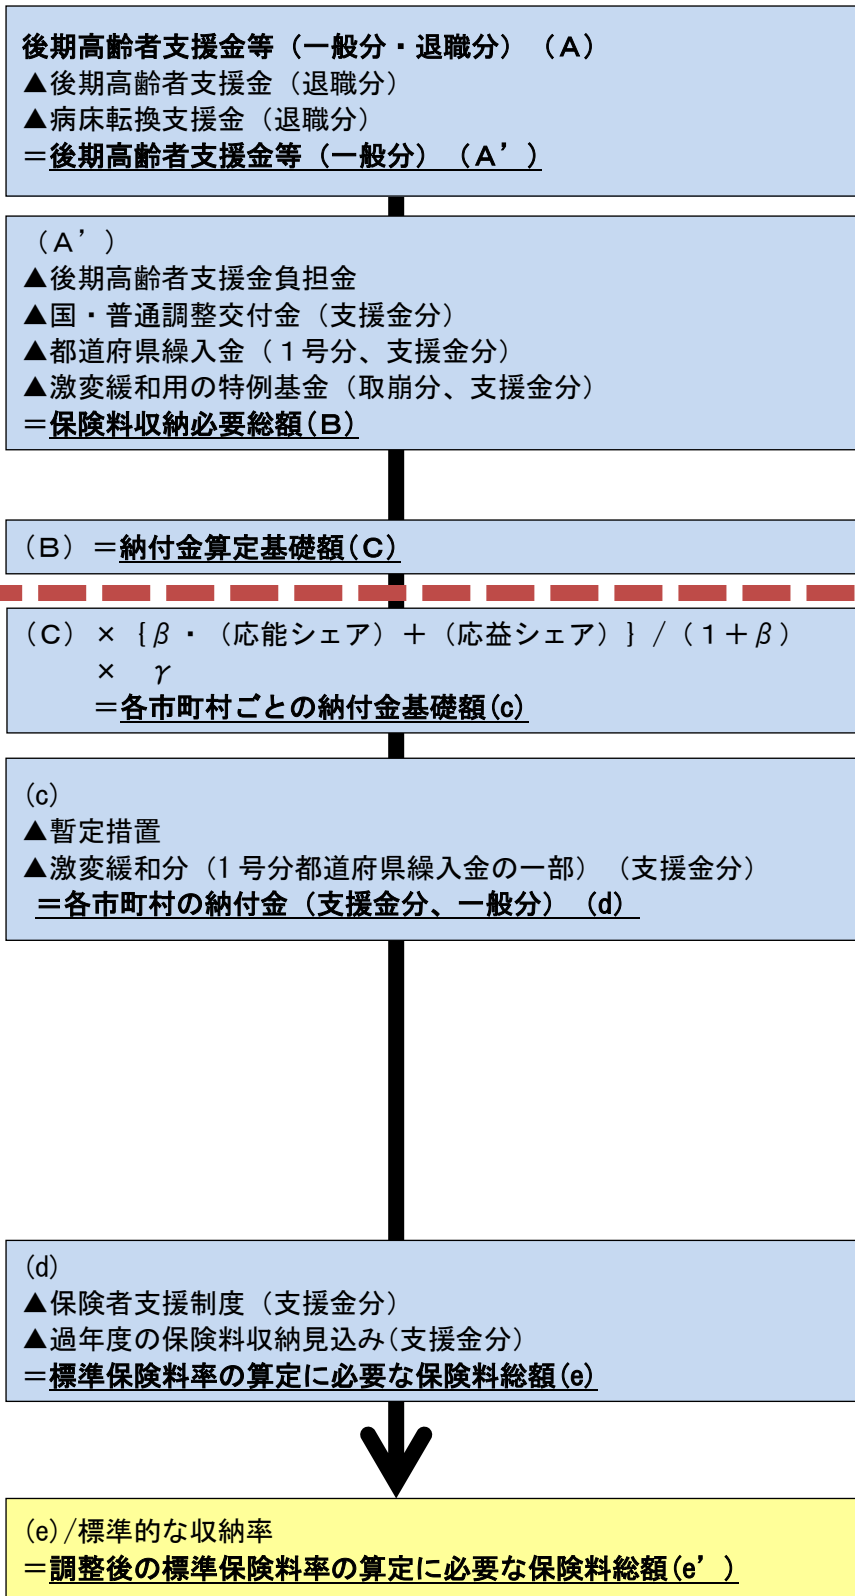 後期高齢者支援金等（一般分・退職分）（Ａ）
▲後期高齢者支援金（退職分）
▲病床転換支援金（退職分）
＝後期高齢者支援金等（一般分）（Ａ’）
（Ａ’）
▲後期高齢者支援金負担金
▲国・普通調整交付金（支援金分）
▲都道府県繰入金（１号分、支援金分）
▲激変緩和用の特例基金（取崩分、支援金分）
＝保険料収納必要総額(Ｂ)
（Ｂ）＝納付金算定基礎額(Ｃ)
（Ｃ）×｛β・（応能シェア）＋（応益シェア）｝/（１＋β）
×　γ
＝各市町村ごとの納付金基礎額(c)
(c)
▲暫定措置
▲激変緩和分（1号分都道府県繰入金の一部）（支援金分）
＝各市町村の納付金（支援金分、一般分）（d）
(d)
▲保険者支援制度（支援金分）
▲過年度の保険料収納見込み(支援金分）
＝標準保険料率の算定に必要な保険料総額(e)
(e)/標準的な収納率
＝調整後の標準保険料率の算定に必要な保険料総額(e’)